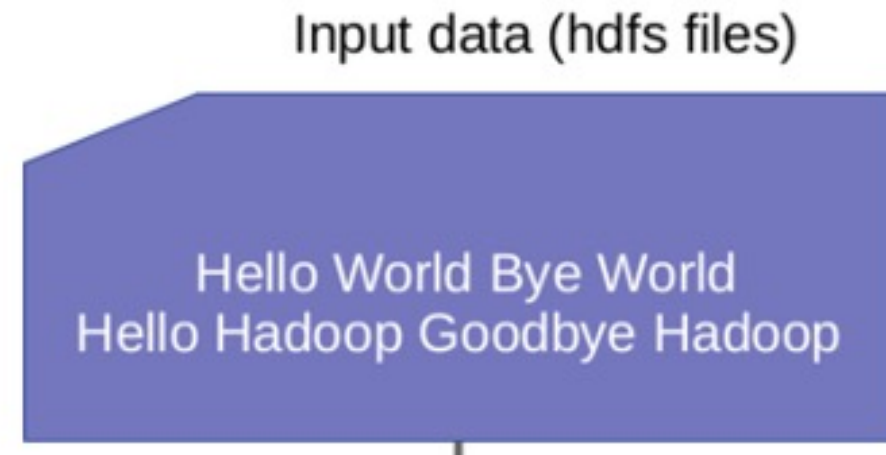 Input data (hdfs files)
Hello World Bye World
Hello Hadoop Goodbye Hadoop